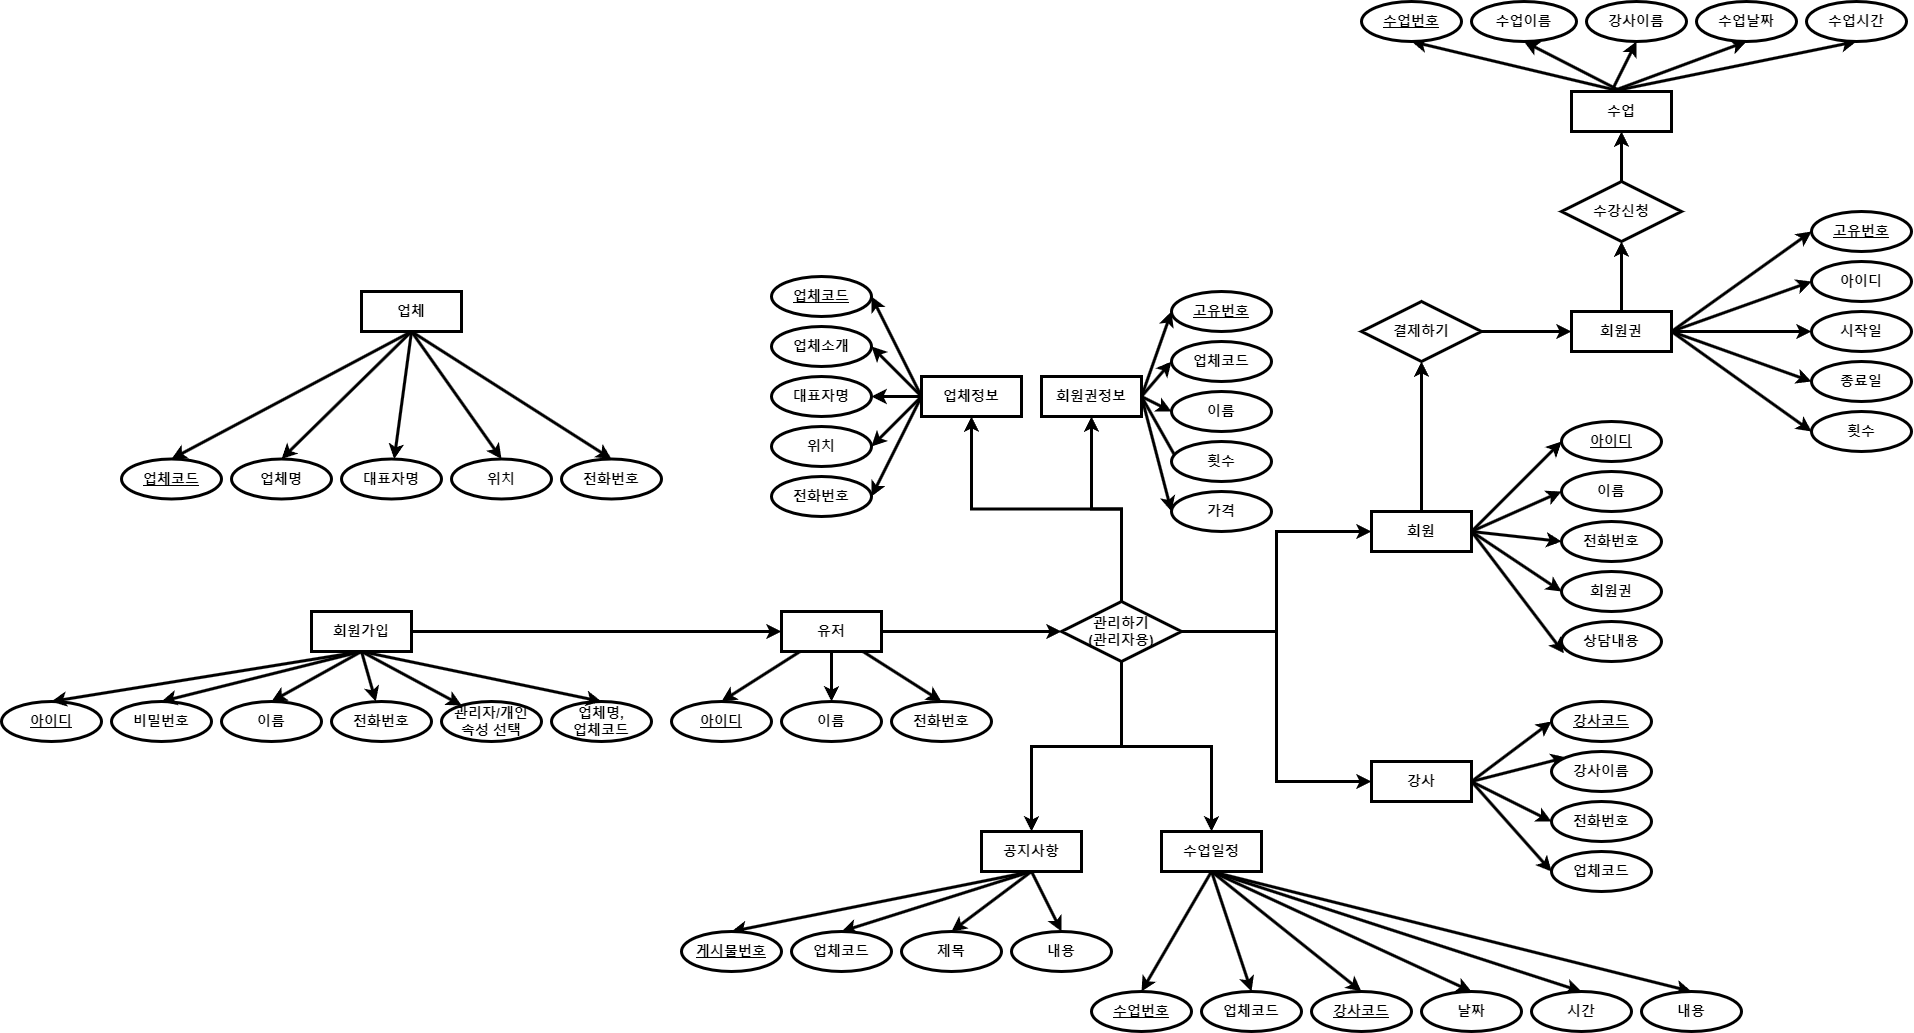 수업번호
수업이름
강사이름
수업날짜
수업시간
수업
수강신청
고유번호
아이디
시작일
종료일
횟수
회원권
결제하기
업체
업체코드
업체명
대표자명
위치
전화번호
업체코드
업체소개
대표자명
위치
전화번호
업체정보
회원권정보
고유번호
업체코드
이름
횟수
가격
회원
아이디
이름
전화번호
회원권
상담내용
회원가입
유저
관리하기
(관리자용)
아이디
비밀번호
이름
전화번호
관리자/개인
속성 선택
업체명,
업체코드
아이디
이름
전화번호
강사
강사코드
강사이름
전화번호
업체코드
공지사항
수업일정
게시물번호
업체코드
제목
내용
수업번호
업체코드
강사코드
날짜
시간
내용